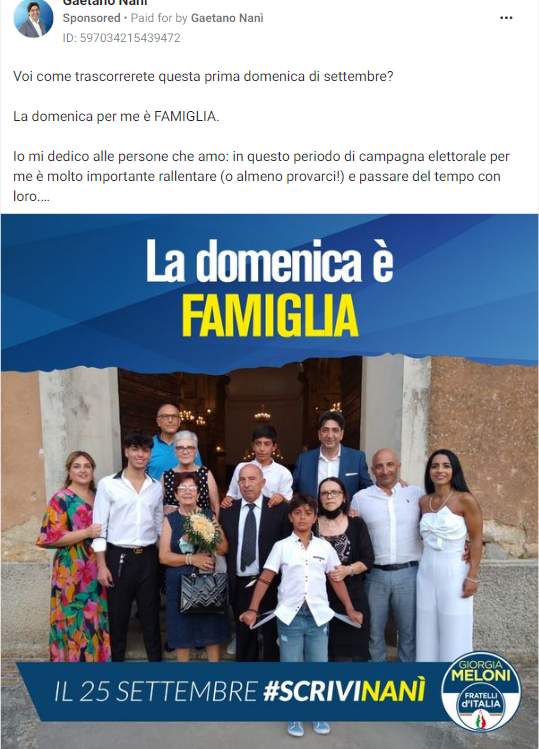 Gaetano Nanì
Sponsored • Paid for by Gaetano Nanì
ID: 597034215439472
Voi come trascorrerete questa prima domenica di settembre?
La domenica per me è FAMIGLIA.
Io mi dedico alle persone che amo: in questo periodo di campagna elettorale per
me è molto importante rallentare (o almeno provarci!) e passare del tempo con
loro....
La domenica è
FAMIGLIA
IL 25 SETTEMBRE #SCRIVINANÌ
GIORGIA
MELONI
FRATELLI
d'ITALIA